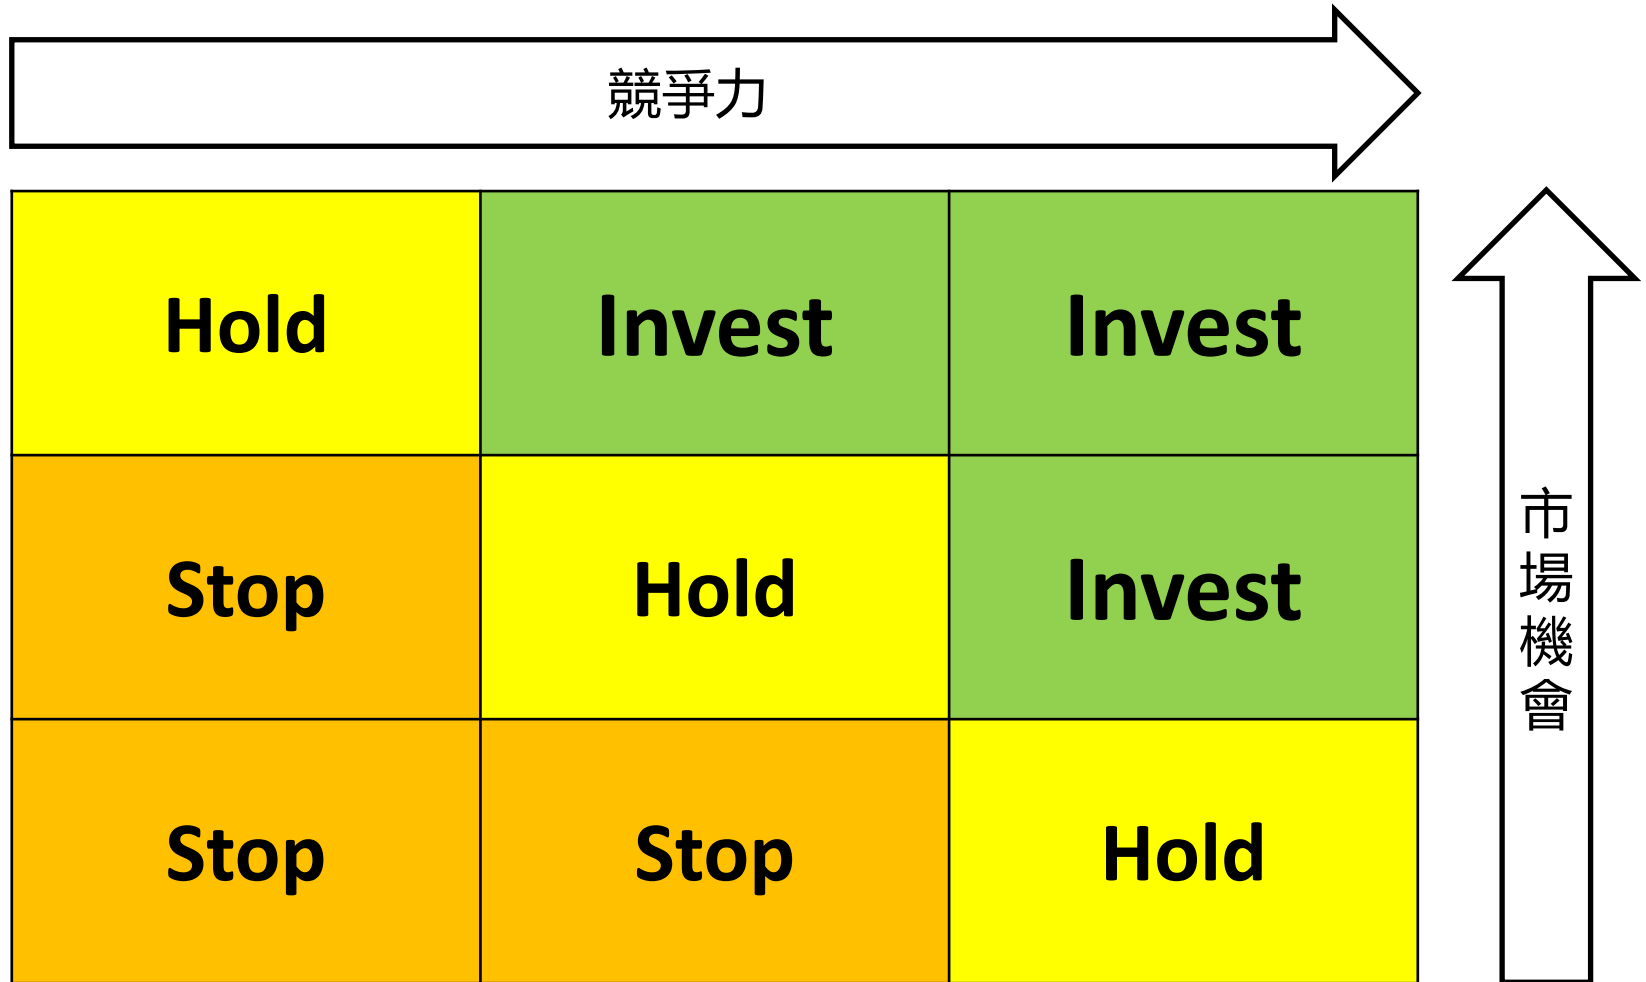 競爭力
Hold Invest Invest
Stop Hold Invest
Stop Stop Hold
市場機會